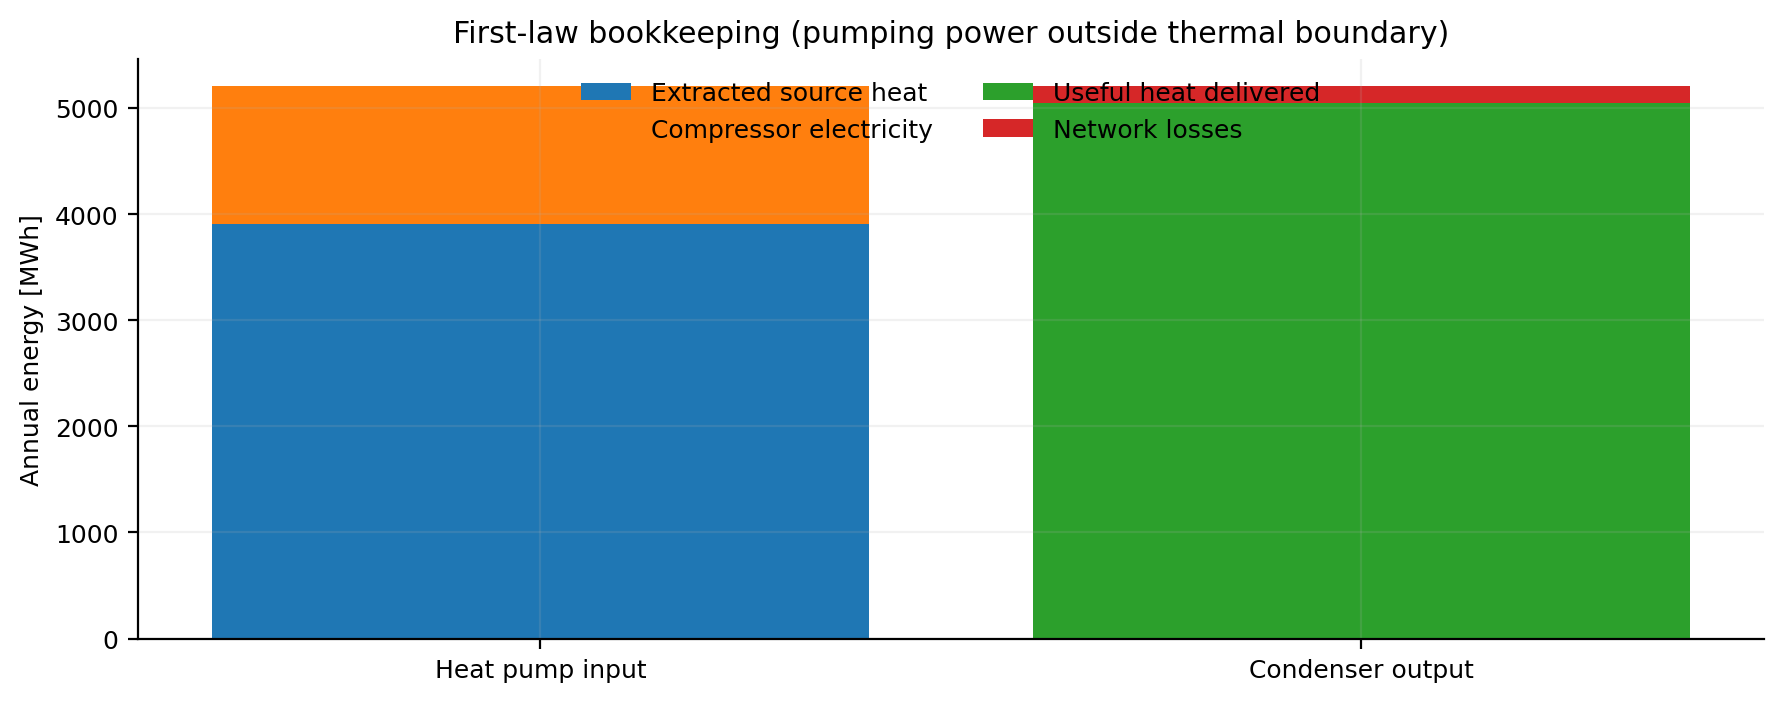 First-law bookkeeping (pumping power outside thermal boundary)
Extracted source heat
Compressor electricity
Useful heat delivered
Network losses
Annual energy [MWh]
5000
4000
3000
2000
1000
0
Heat pump input
Condenser output